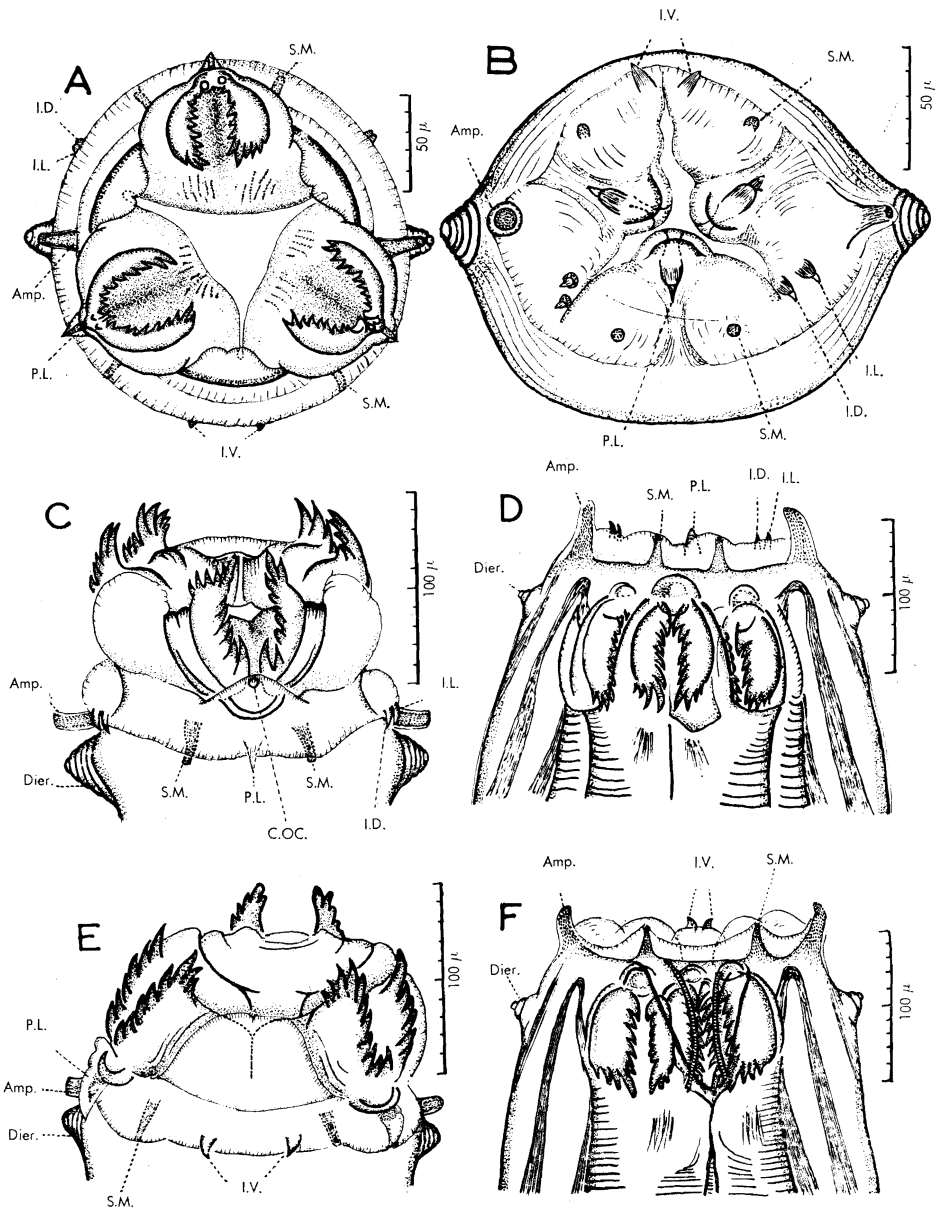 I.V.
S.M.
S.M.
A
B
I.D.
50 μ
50 μ
Amp.
I.L.
Amp.
P.L.
S.M.
I.L.
I.D.
I.V.
P.L.
S.M.
Amp.
S.M.
P.L.
I.D.
I.L.
C
D
Dier.
100 μ
100 μ
Amp.
I.L.
Dier.
S.M.
P.L.
S.M.
I.D.
C.OC.
Amp.
I.V.
S.M.
E
F
100 μ
Dier.
100 μ
P.L.
Amp.
Dier.
I.V.
S.M.